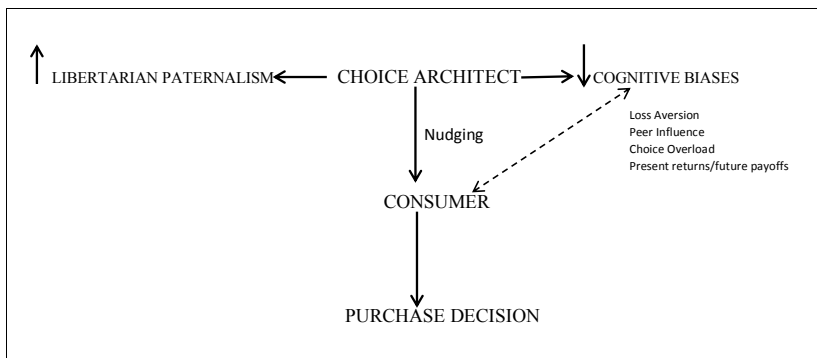 LIBERTARIAN PATERNALISM
CHOICE ARCHITECT
COGNITIVE BIASES
Loss Aversion
Peer Influence
Choice Overload
Present returns/future payoffs
Nudging
CONSUMER
PURCHASE DECISION